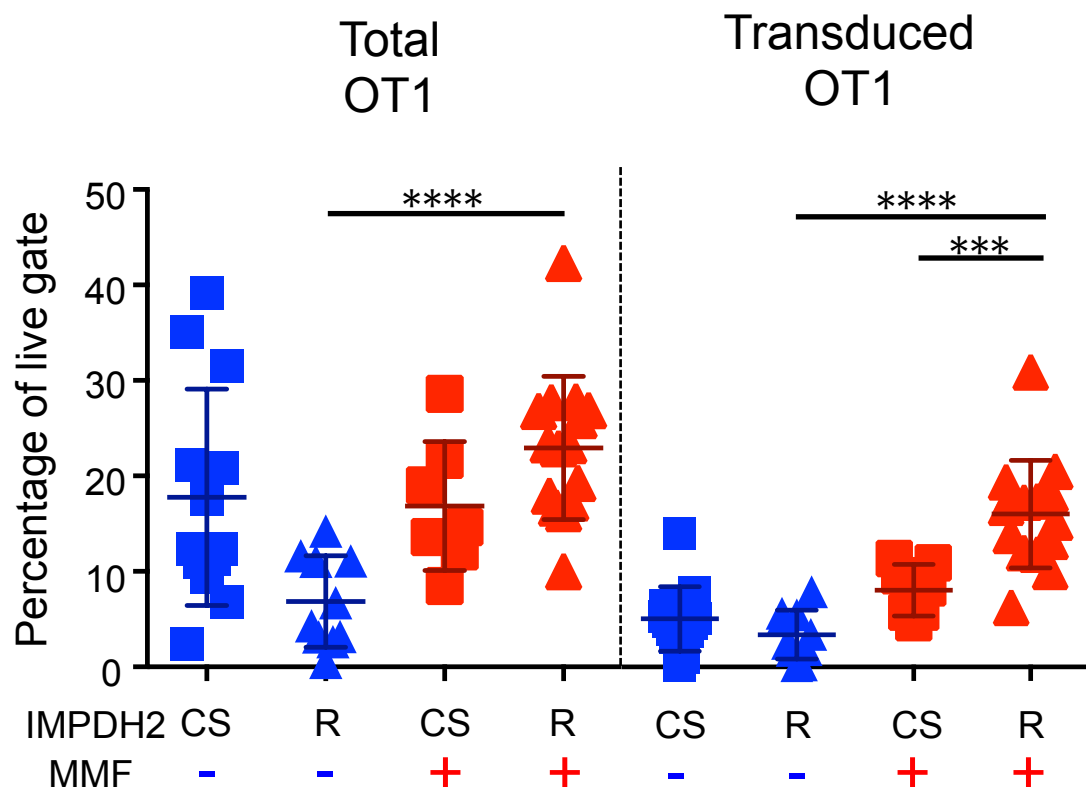 Total
OT1
Transduced
OT1
Percentage of live gate
50
40
30
20
10
0
****
****
***
IMPDH2 CS R CS R CS R CS R
MMF - - + + - - + +